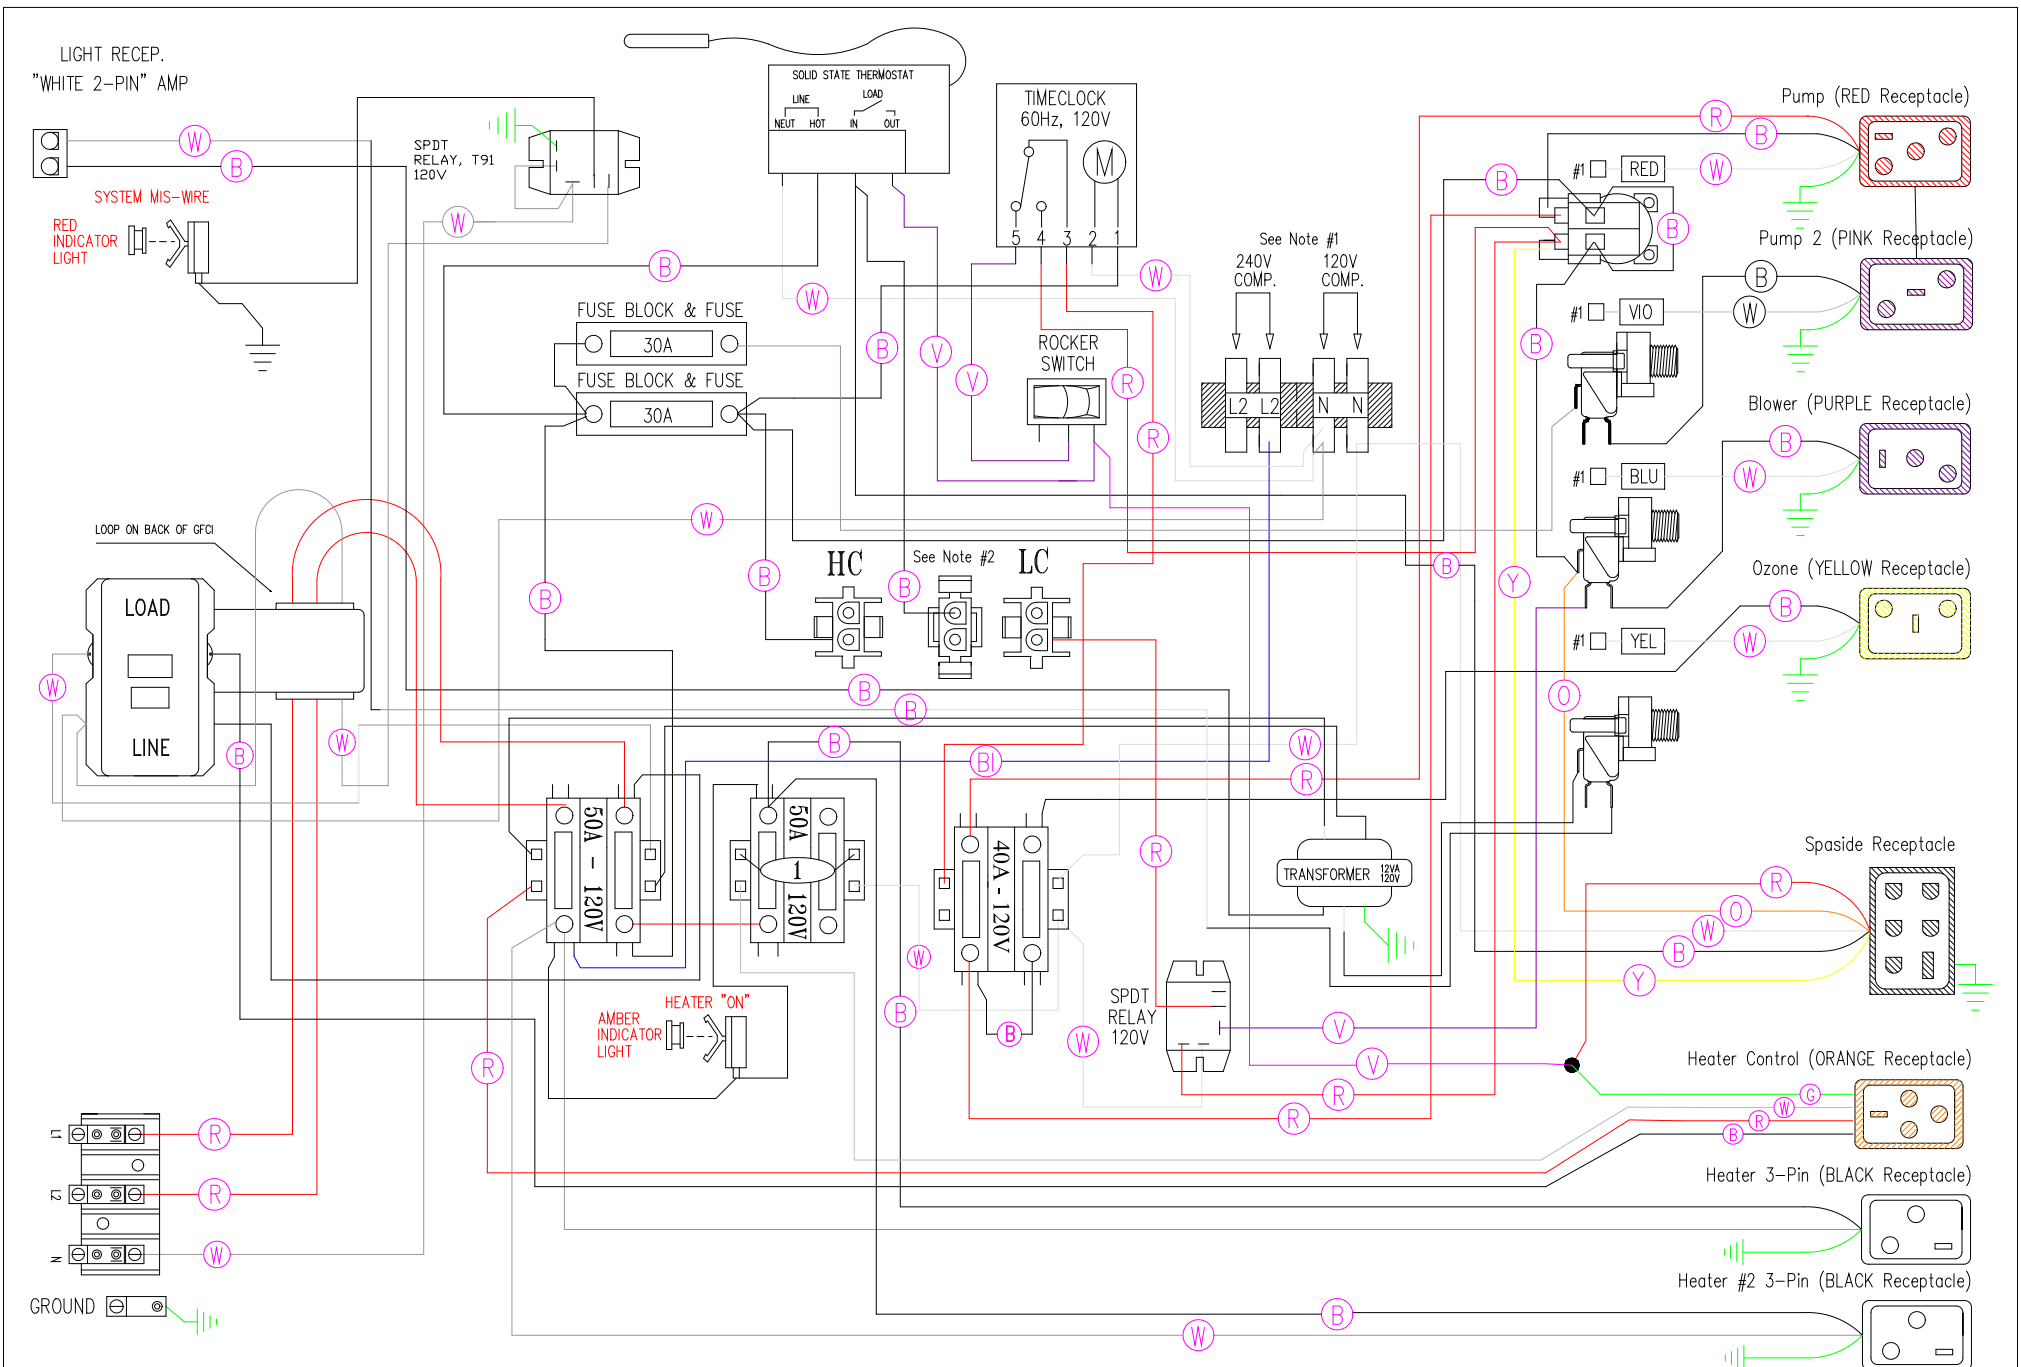 LIGHT RECEP.
"WHITE 2-PIN" AMP
W
B
SYSTEM MIS-WIRE
RED
INDICATOR
LIGHT
SPDT
RELAY, T91
120V
W
B
SOLID STATE THERMOSTAT
LINE
LOAD
NEUT HOT IN OUT
W
TIMECLOCK
60Hz, 120V
M
5 4 3 2 1
W
See Note #1
240V
COMP.
120V
COMP.
L2 L2 N N
FUSE BLOCK & FUSE
30A
FUSE BLOCK & FUSE
30A
B
V
V
ROCKER
SWITCH
R
R
Pump (RED Receptacle)
R
B
#1 RED W
B
B
Pump 2 (PINK Receptacle)
B
#1 VIO W
B
Blower (PURPLE Receptacle)
B
#1 BLU W
Ozone (YELLOW Receptacle)
B
#1 YEL W
B
Y
O
LOOP ON BACK OF GFCI
LOAD
LINE
W
B
W
W
B
B
HC
See Note #2
LC
B
B
B
B
BI
W
R
R
50A - 120V
50A 120V
1
40A - 120V
TRANSFORMER 12VA
120V
W
B
B
W
HEATER "ON"
AMBER
INDICATOR
LIGHT
R
SPDT
RELAY
120V
V
V
R
R
Spaside Receptacle
R
O
W
B
Y
Heater Control (ORANGE Receptacle)
G
W
R
B
Heater 3-Pin (BLACK Receptacle)
Heater #2 3-Pin (BLACK Receptacle)
B
W
L1 R
L2 R
N W
GROUND